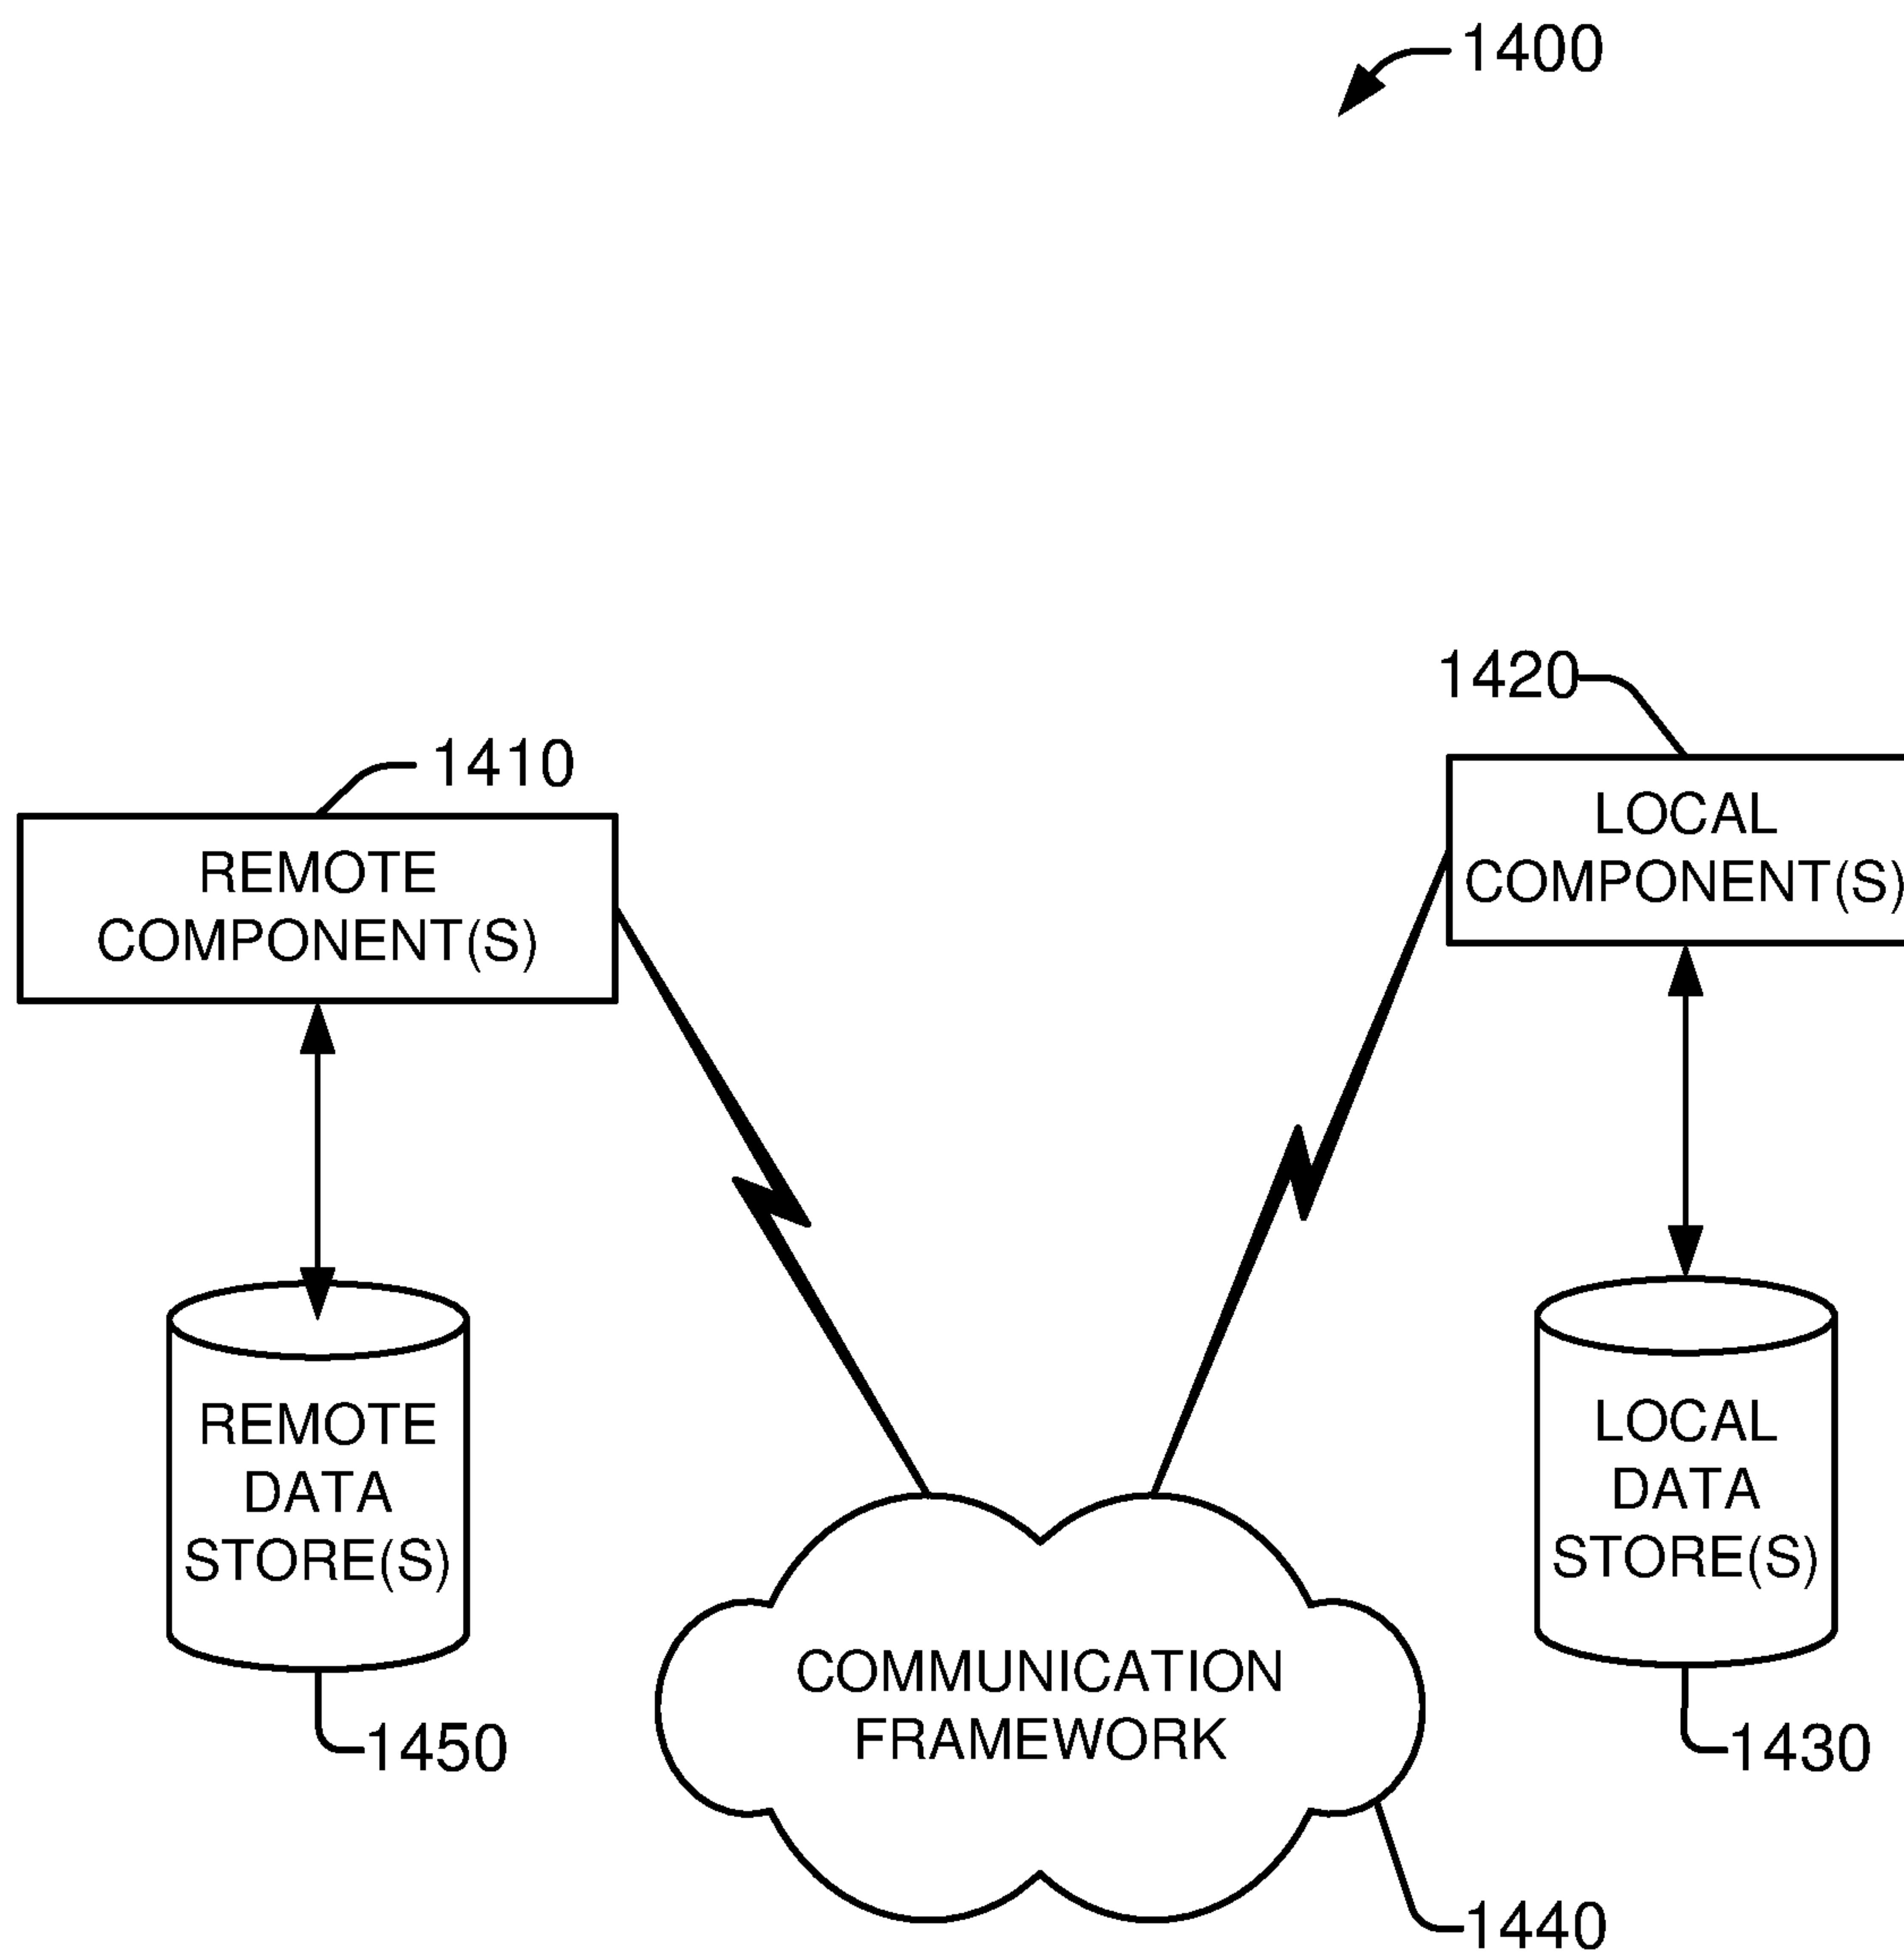 1400
1420
1410
LOCAL
COMPONENT(S)
REMOTE
COMPONENT(S)
REMOTE
DATA
STORE(S)
LOCAL
DATA
STORE(S)
COMMUNICATION
FRAMEWORK
1450
1430
1440